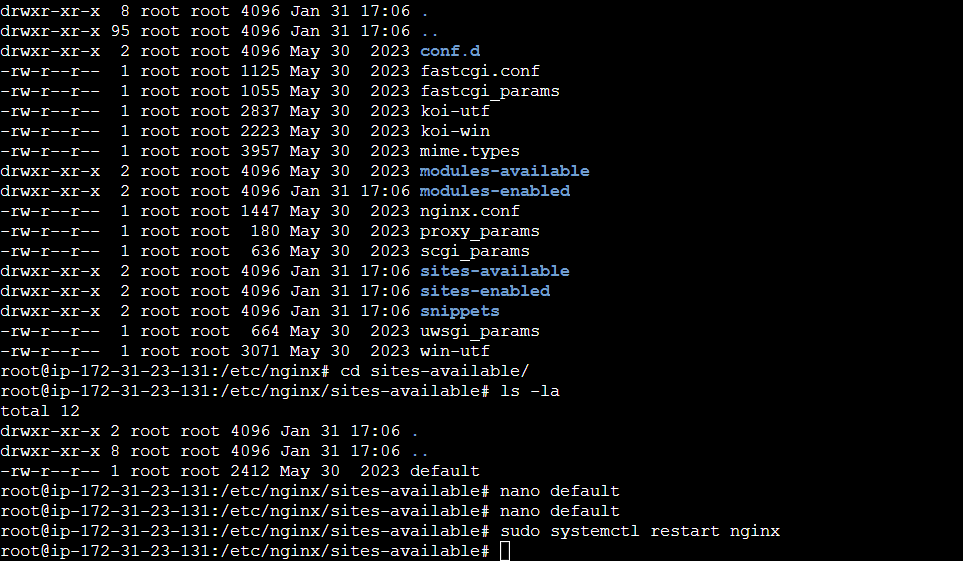 drwxr-xr-x  8 root root 4096 Jan 31 17:06 .
drwxr-xr-x 95 root root 4096 Jan 31 17:06 ..
drwxr-xr-x  2 root root 4096 May 30  2023 conf.d
-rw-r--r--  1 root root 1125 May 30  2023 fastcgi.conf
-rw-r--r--  1 root root 1055 May 30  2023 fastcgi_params
-rw-r--r--  1 root root 2837 May 30  2023 koi-utf
-rw-r--r--  1 root root 2223 May 30  2023 koi-win
-rw-r--r--  1 root root 3957 May 30  2023 mime.types
drwxr-xr-x  2 root root 4096 May 30  2023 modules-available
drwxr-xr-x  2 root root 4096 Jan 31 17:06 modules-enabled
-rw-r--r--  1 root root 1447 May 30  2023 nginx.conf
-rw-r--r--  1 root root  180 May 30  2023 proxy_params
-rw-r--r--  1 root root  636 May 30  2023 scgi_params
drwxr-xr-x  2 root root 4096 Jan 31 17:06 sites-available
drwxr-xr-x  2 root root 4096 Jan 31 17:06 sites-enabled
drwxr-xr-x  2 root root 4096 Jan 31 17:06 snippets
-rw-r--r--  1 root root  664 May 30  2023 uwsgi_params
-rw-r--r--  1 root root 3071 May 30  2023 win-utf
root@ip-172-31-23-131:/etc/nginx# cd sites-available/
root@ip-172-31-23-131:/etc/nginx/sites-available# ls -la
total 12
drwxr-xr-x 2 root root 4096 Jan 31 17:06 .
drwxr-xr-x 8 root root 4096 Jan 31 17:06 ..
-rw-r--r-- 1 root root 2412 May 30  2023 default
root@ip-172-31-23-131:/etc/nginx/sites-available# nano default
root@ip-172-31-23-131:/etc/nginx/sites-available# nano default
root@ip-172-31-23-131:/etc/nginx/sites-available# sudo systemctl restart nginx
root@ip-172-31-23-131:/etc/nginx/sites-available#